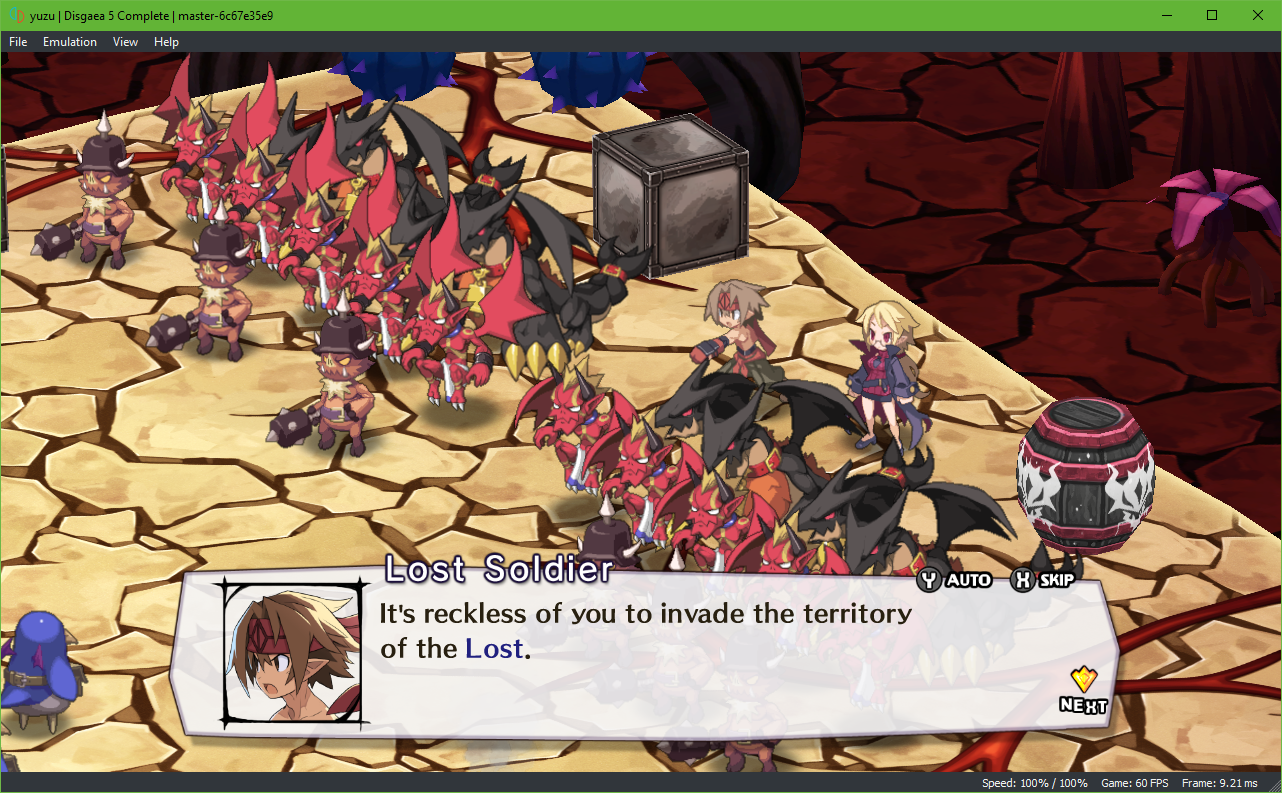 yuzu | Disgaea 5 Complete | master-6c67e35e9
File Emulation View Help
Lost Soldier
Y AUTO X SKIP
It's reckless of you to invade the territory
of the Lost.
NEXT
Speed: 100% / 100% Game: 60 FPS Frame: 9.21 ms